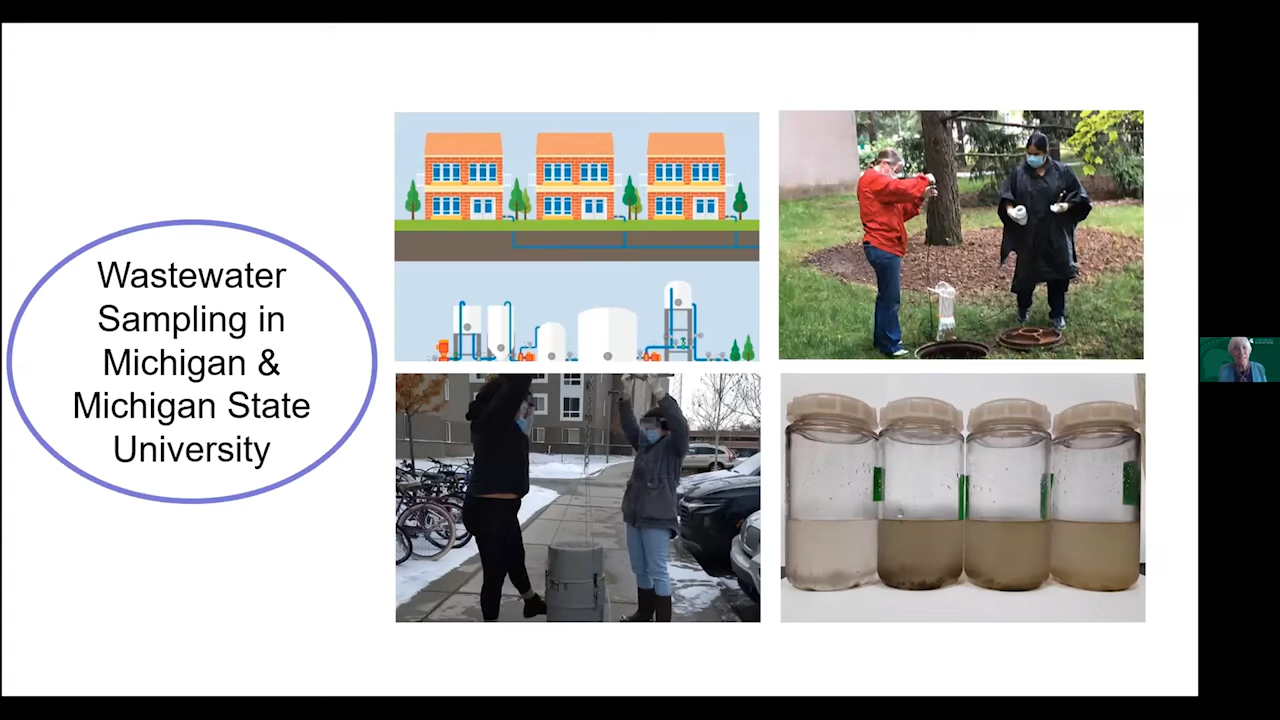 Wastewater
Sampling in
Michigan &
Michigan State
University